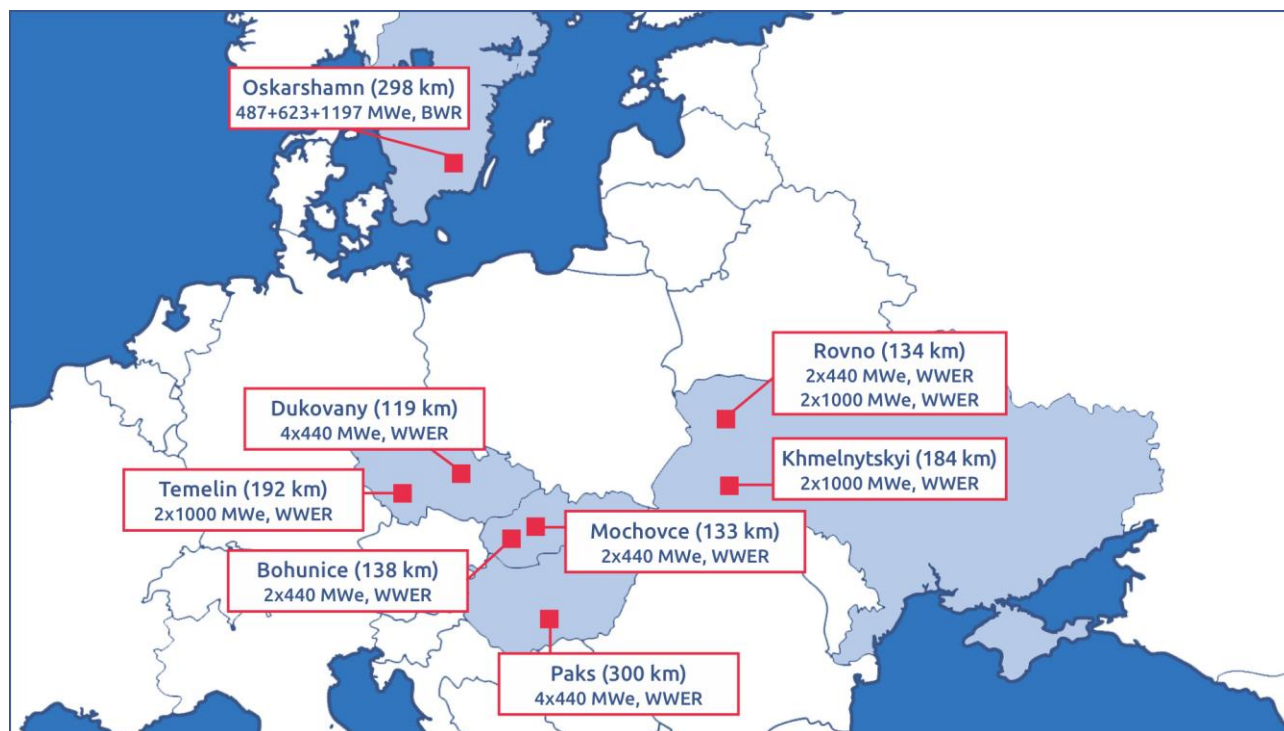 Oskarshamn (298 km)
487+623+1197 MWe, BWR
Rovno (134 km)
2x440 MWe, WWER
2x1000 MWe, WWER
Dukovany (119 km)
4x440 MWe, WWER
Khmelnytskyi (184 km)
2x1000 MWe, WWER
Temelin (192 km)
2x1000 MWe, WWER
Mochovce (133 km)
2x440 MWe, WWER
Bohunice (138 km)
2x440 MWe, WWER
Paks (300 km)
4x440 MWe, WWER